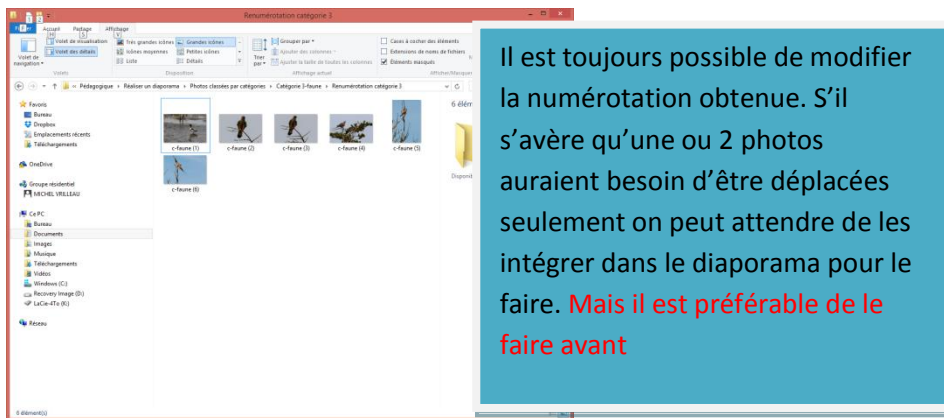 Renumérotation catégorie 3
Accueil Partage Affichage
Volet de navigation
Volet de visualisation
Volet des détails
Volets
Très grandes icônes
Grandes icônes
Icônes moyennes
Petites icônes
Liste
Détails
Disposition
Trier par
Grouper par
Ajouter des colonnes
Ajuster la taille de toutes les colonnes
Affichage actuel
Cases à cocher des éléments
Extensions de noms de fichiers
Éléments masqués
Afficher/Masquer
« Pédagogique › Réaliser un diaporama › Photos classées par catégories › Catégorie 3-faune › Renumérotation catégorie 3
Favoris
Bureau
Dropbox
Emplacements récents
Téléchargements
OneDrive
Groupe résidentiel
MICHEL VRILLEAU
Ce PC
Bureau
Documents
Images
Musique
Téléchargements
Vidéos
Windows (C:)
Recovery Image (D:)
LaCie-4To (K:)
Réseau
c-faune (1)
c-faune (2)
c-faune (3)
c-faune (4)
c-faune (5)
c-faune (6)
6 élém
Disponi
6 élément(s)
Il est toujours possible de modifier
la numérotation obtenue. S’il
s’avère qu’une ou 2 photos
auraient besoin d’être déplacées
seulement on peut attendre de les
intégrer dans le diaporama pour le
faire. Mais il est préférable de le
faire avant